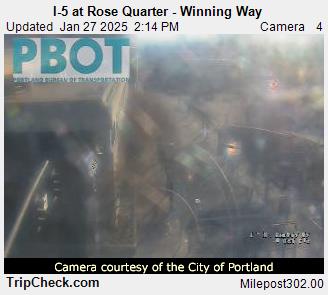 I-5 at Rose Quarter - Winning Way
Updated Jan 27 2025 2:14 PM Camera 4
PBOT
PORTLAND BUREAU OF TRANSPORTATION
Camera courtesy of the City of Portland
TripCheck.com Milepost302.00